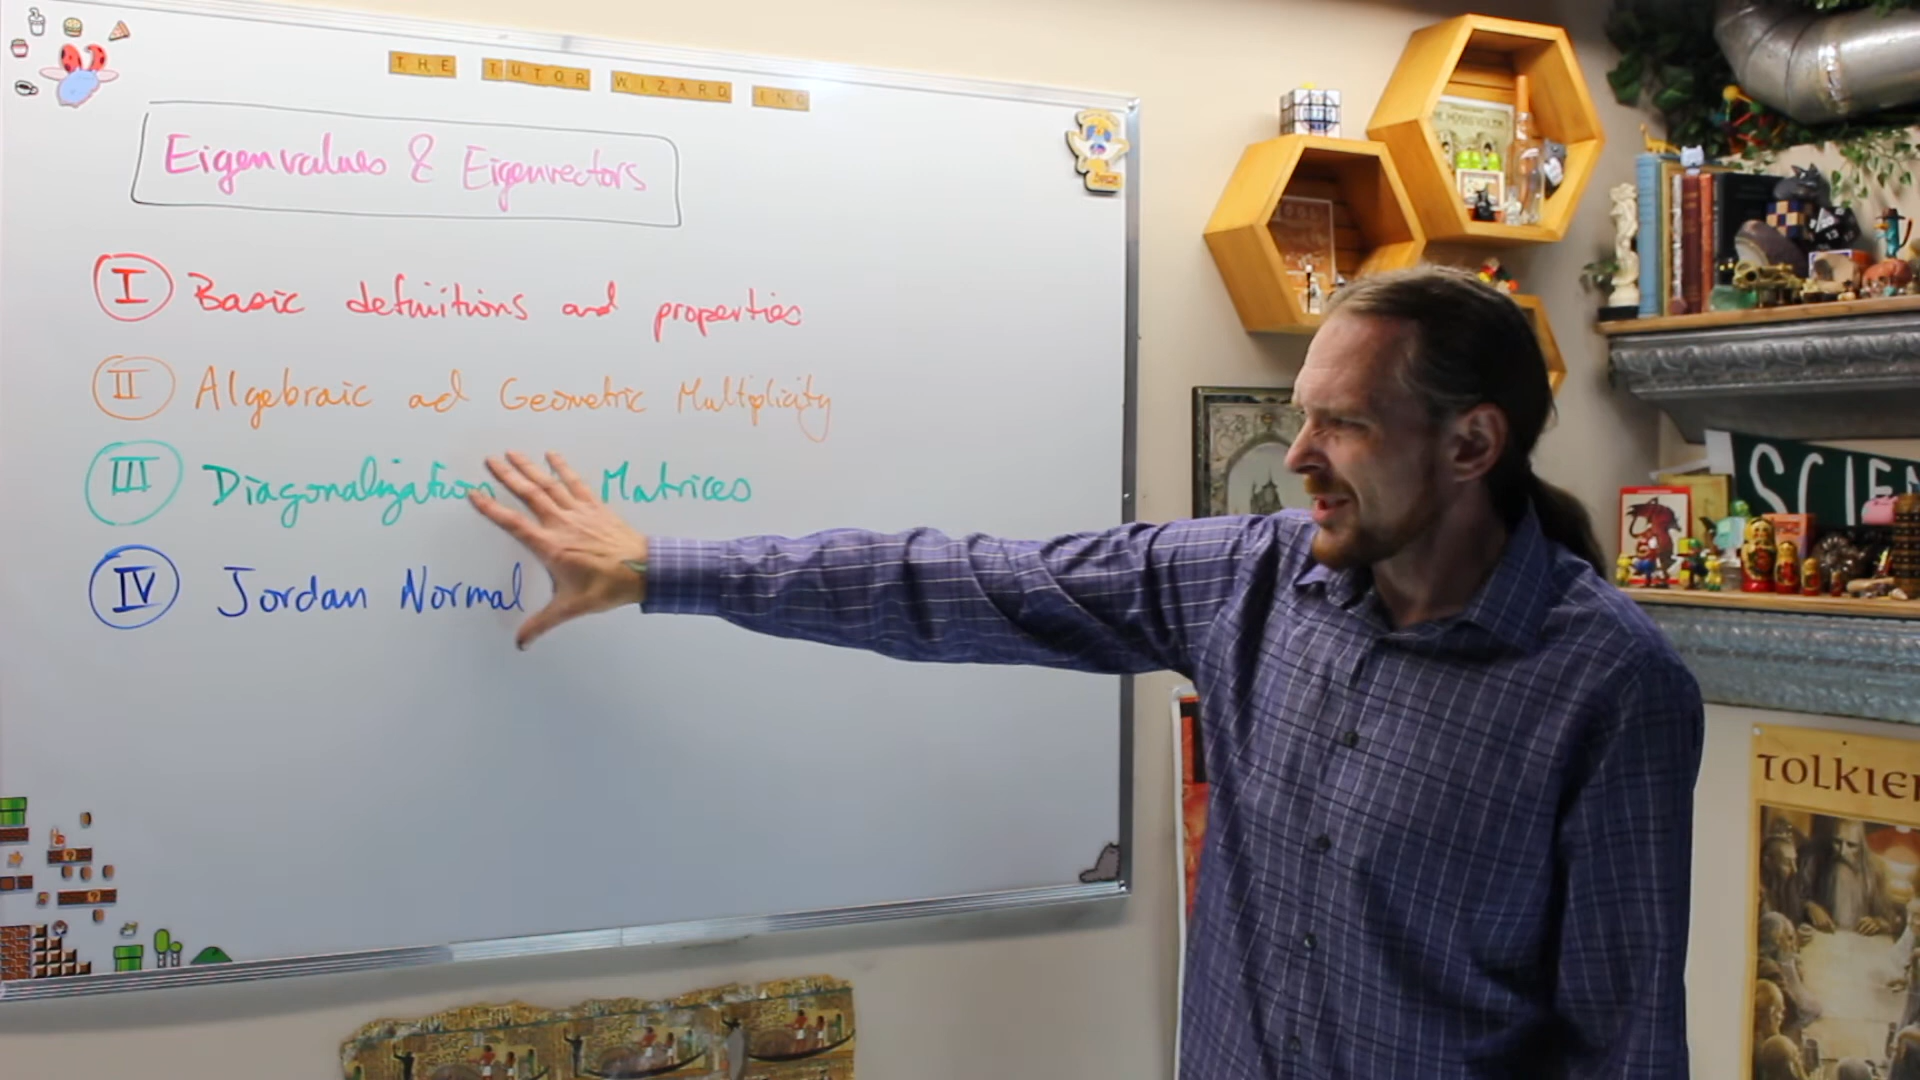 THE TUTOR WIZARD INC
Eigenvalues & Eigenvectors
I Basic definitions and properties
II Algebraic ad Geometric Multiplicity
III Diagonalization Matrices
IV Jordan Normal
SCIEN
TOLKIEN